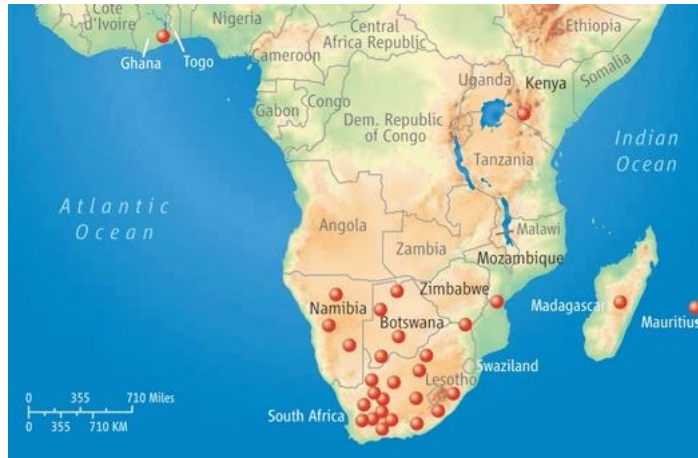 Côte
d'Ivoire
Nigeria
Central
Africa Republic
Ethiopia
Ghana
Togo
Cameroon
Somalia
Uganda
Kenya
Gabon
Congo
Dem. Republic
of Congo
Indian
Ocean
Tanzania
Atlantic
Ocean
Angola
Malawi
Zambia
Mozambique
Zimbabwe
Namibia
Madagascar
Botswana
Mauritius
Swaziland
Lesotho
South Africa
0 355 710 Miles
0 355 710 KM